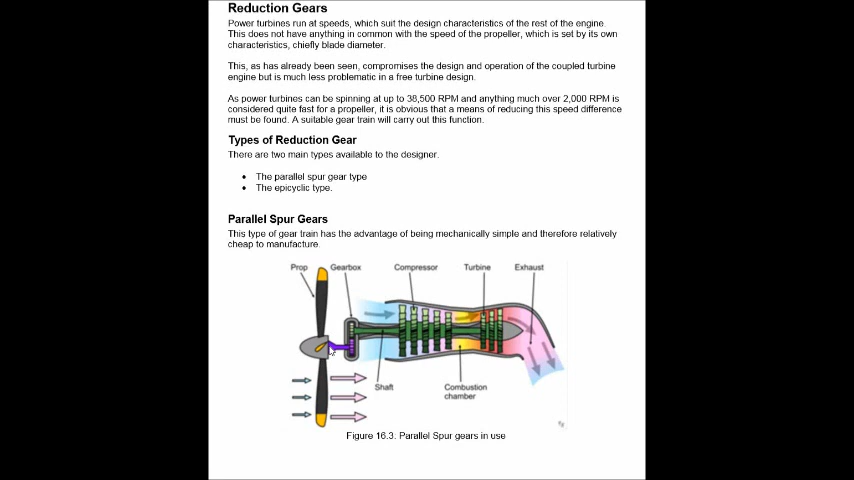 Reduction Gears
Power turbines run at speeds, which suit the design characteristics of the rest of the engine.
This does not have anything in common with the speed of the propeller, which is set by its own
characteristics, chiefly blade diameter.
This, as has already been seen, compromises the design and operation of the coupled turbine
engine but is much less problematic in a free turbine design.
As power turbines can be spinning at up to 38,500 RPM and anything much over 2,000 RPM is
considered quite fast for a propeller, it is obvious that a means of reducing this speed difference
must be found. A suitable gear train will carry out this function.
Types of Reduction Gear
There are two main types available to the designer.
• The parallel spur gear type
• The epicyclic type.
Parallel Spur Gears
This type of gear train has the advantage of being mechanically simple and therefore relatively
cheap to manufacture.
Prop Gearbox Compressor Turbine Exhaust
Shaft Combustion
chamber
Figure 16.3: Parallel Spur gears in use